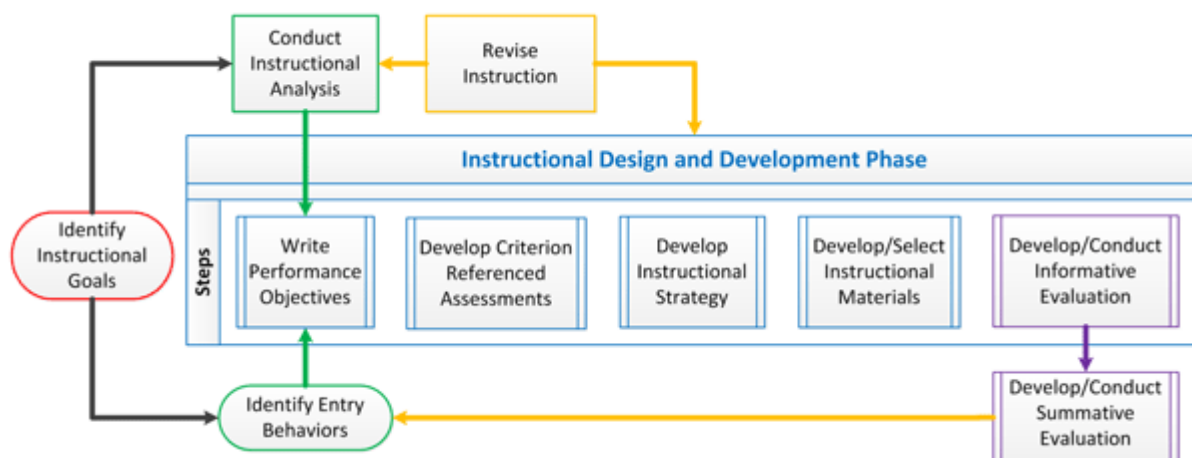 Conduct
Instructional
Analysis
Revise
Instruction
Instructional Design and Development Phase
Identify
Instructional
Goals
Steps
Write
Performance
Objectives
Develop Criterion
Referenced
Assessments
Develop
Instructional
Strategy
Develop/Select
Instructional
Materials
Develop/Conduct
Informative
Evaluation
Identify Entry
Behaviors
Develop/Conduct
Summative
Evaluation